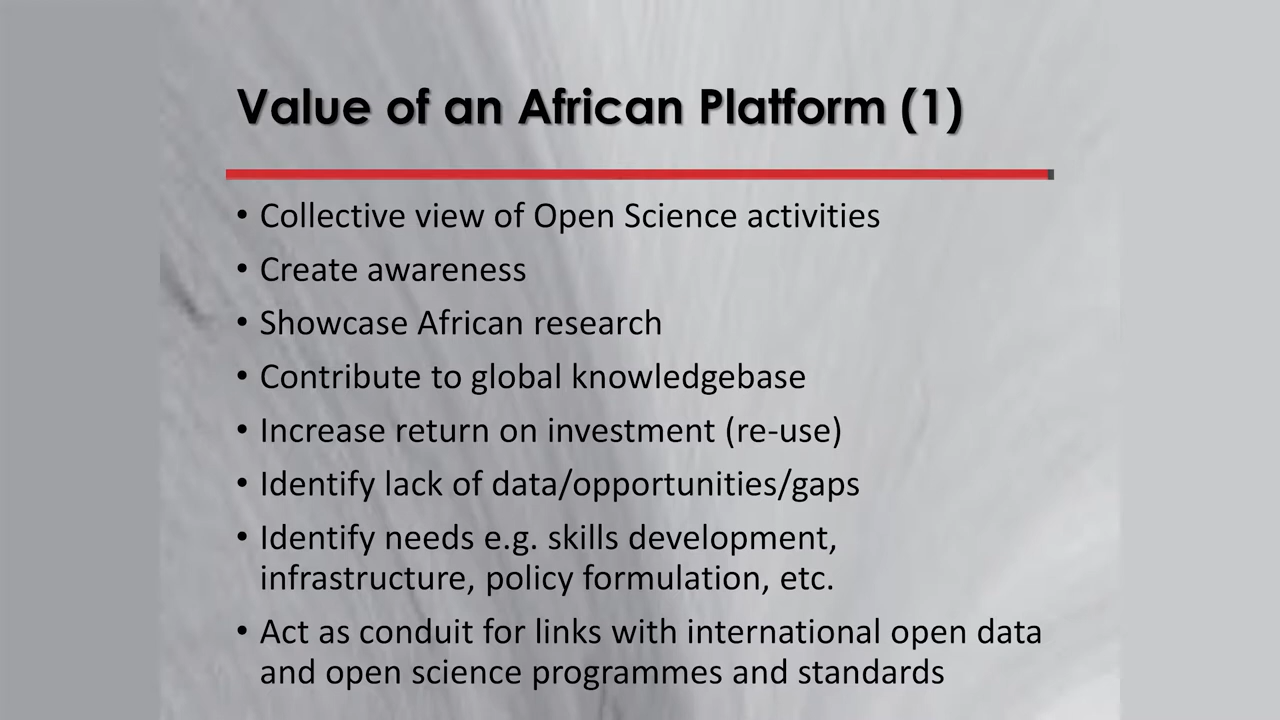 Value of an African Platform (1)
• Collective view of Open Science activities
• Create awareness
• Showcase African research
• Contribute to global knowledgebase
• Increase return on investment (re-use)
• Identify lack of data/opportunities/gaps
• Identify needs e.g. skills development,
infrastructure, policy formulation, etc.
• Act as conduit for links with international open data
and open science programmes and standards